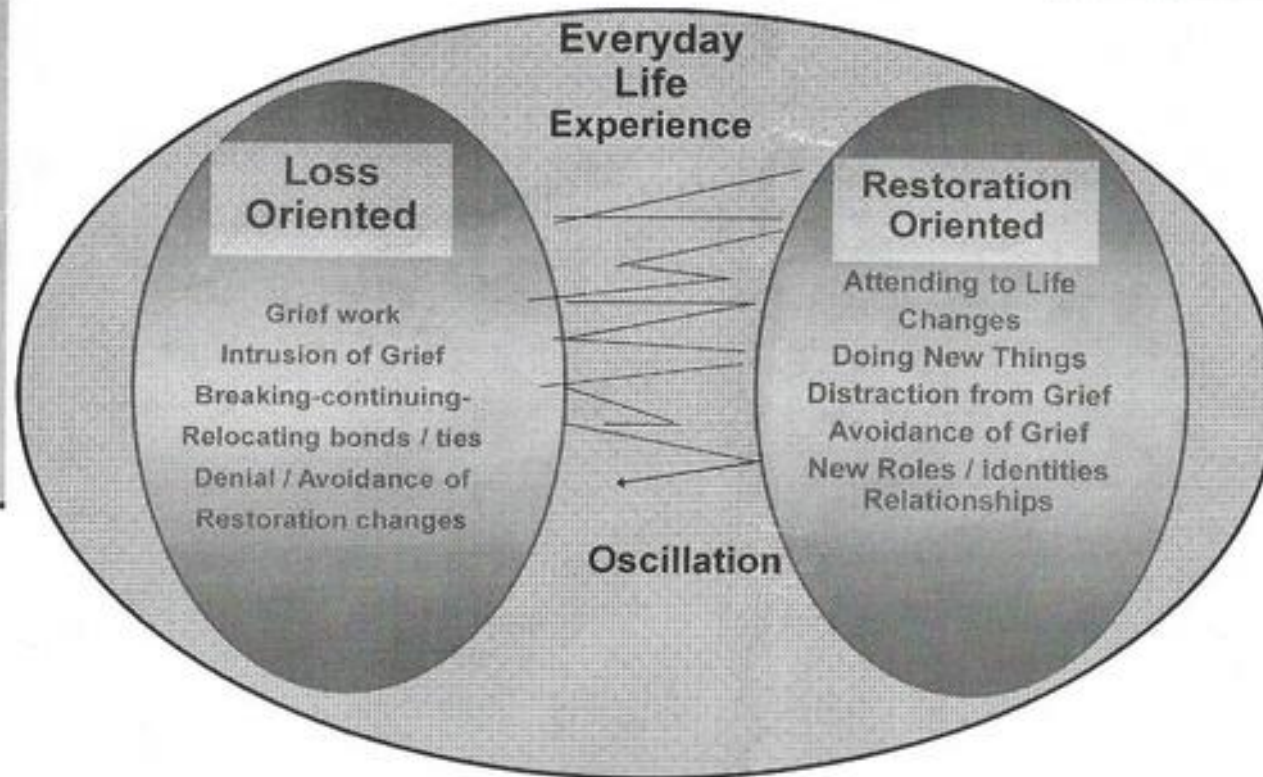 Everyday
Life
Experience
Loss
Oriented
Grief work
Intrusion of Grief
Breaking-continuing-
Relocating bonds / ties
Denial / Avoidance of
Restoration changes
Restoration
Oriented
Attending to Life
Changes
Doing New Things
Distraction from Grief
Avoidance of Grief
New Roles / identities
Relationships
Oscillation